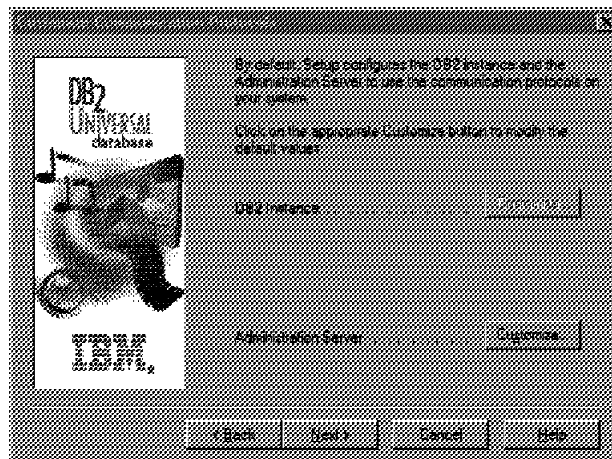 DB2
UNIVERSAL
database
IBM
By default, Setup configures the DB2 instance and the
Administration Server to use the communication protocols on
your system.
Click on the appropriate Customize button to modify the
default values.
DB2 Instance
Customize...
Administration Server
Customize...
< Back
Next >
Cancel
Help